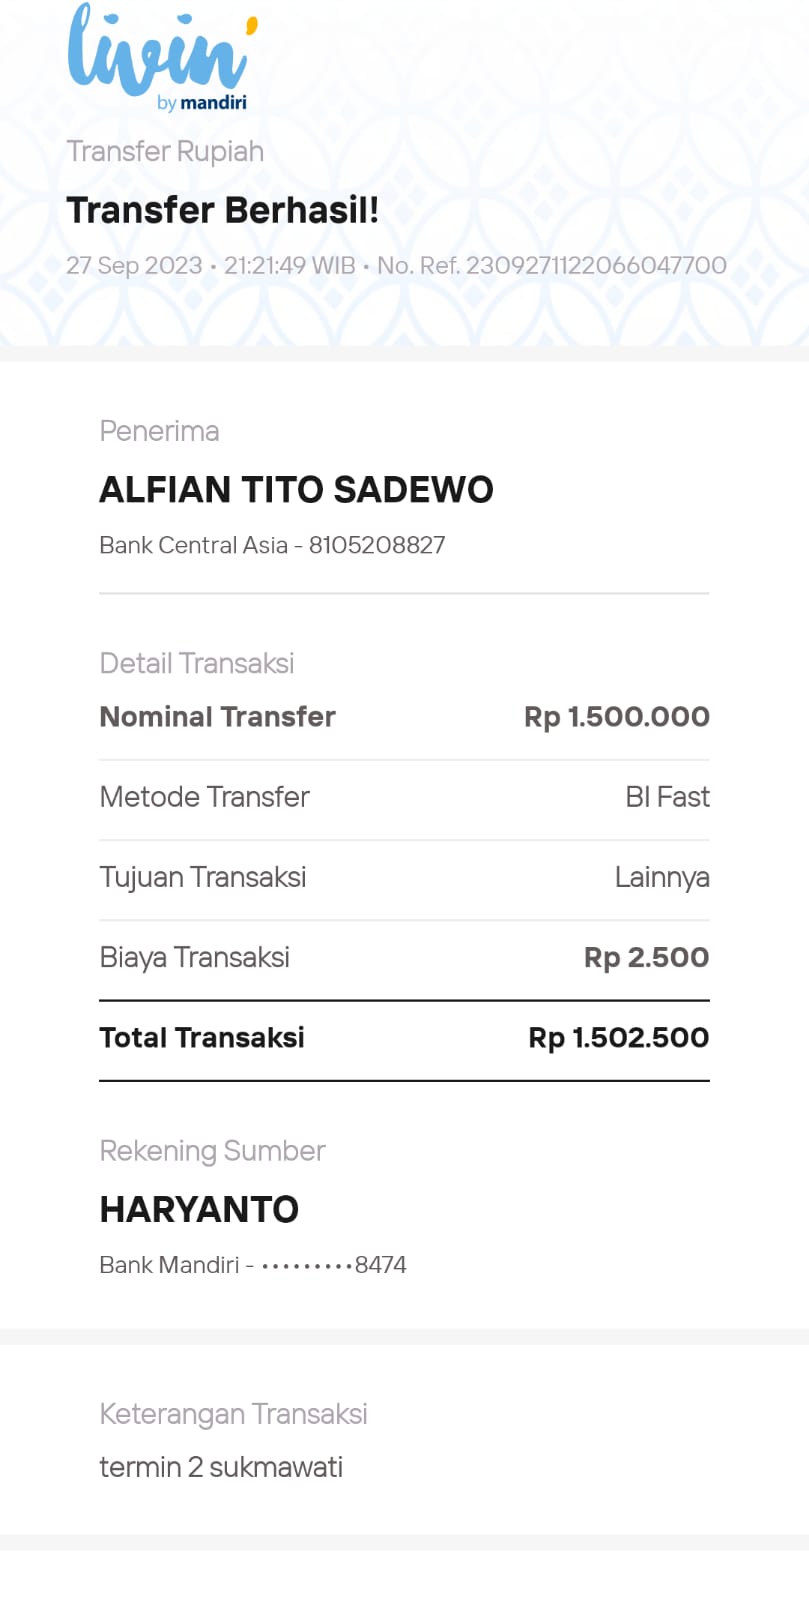 livin'
by mandiri
Transfer Rupiah
Transfer Berhasil!
27 Sep 2023 • 21:21:49 WIB • No. Ref. 2309271122066047700
Penerima
ALFIAN TITO SADEWO
Bank Central Asia - 8105208827
Detail Transaksi
Nominal Transfer Rp 1.500.000
Metode Transfer BI Fast
Tujuan Transaksi Lainnya
Biaya Transaksi Rp 2.500
Total Transaksi Rp 1.502.500
Rekening Sumber
HARYANTO
Bank Mandiri - •••••••••8474
Keterangan Transaksi
termin 2 sukmawati